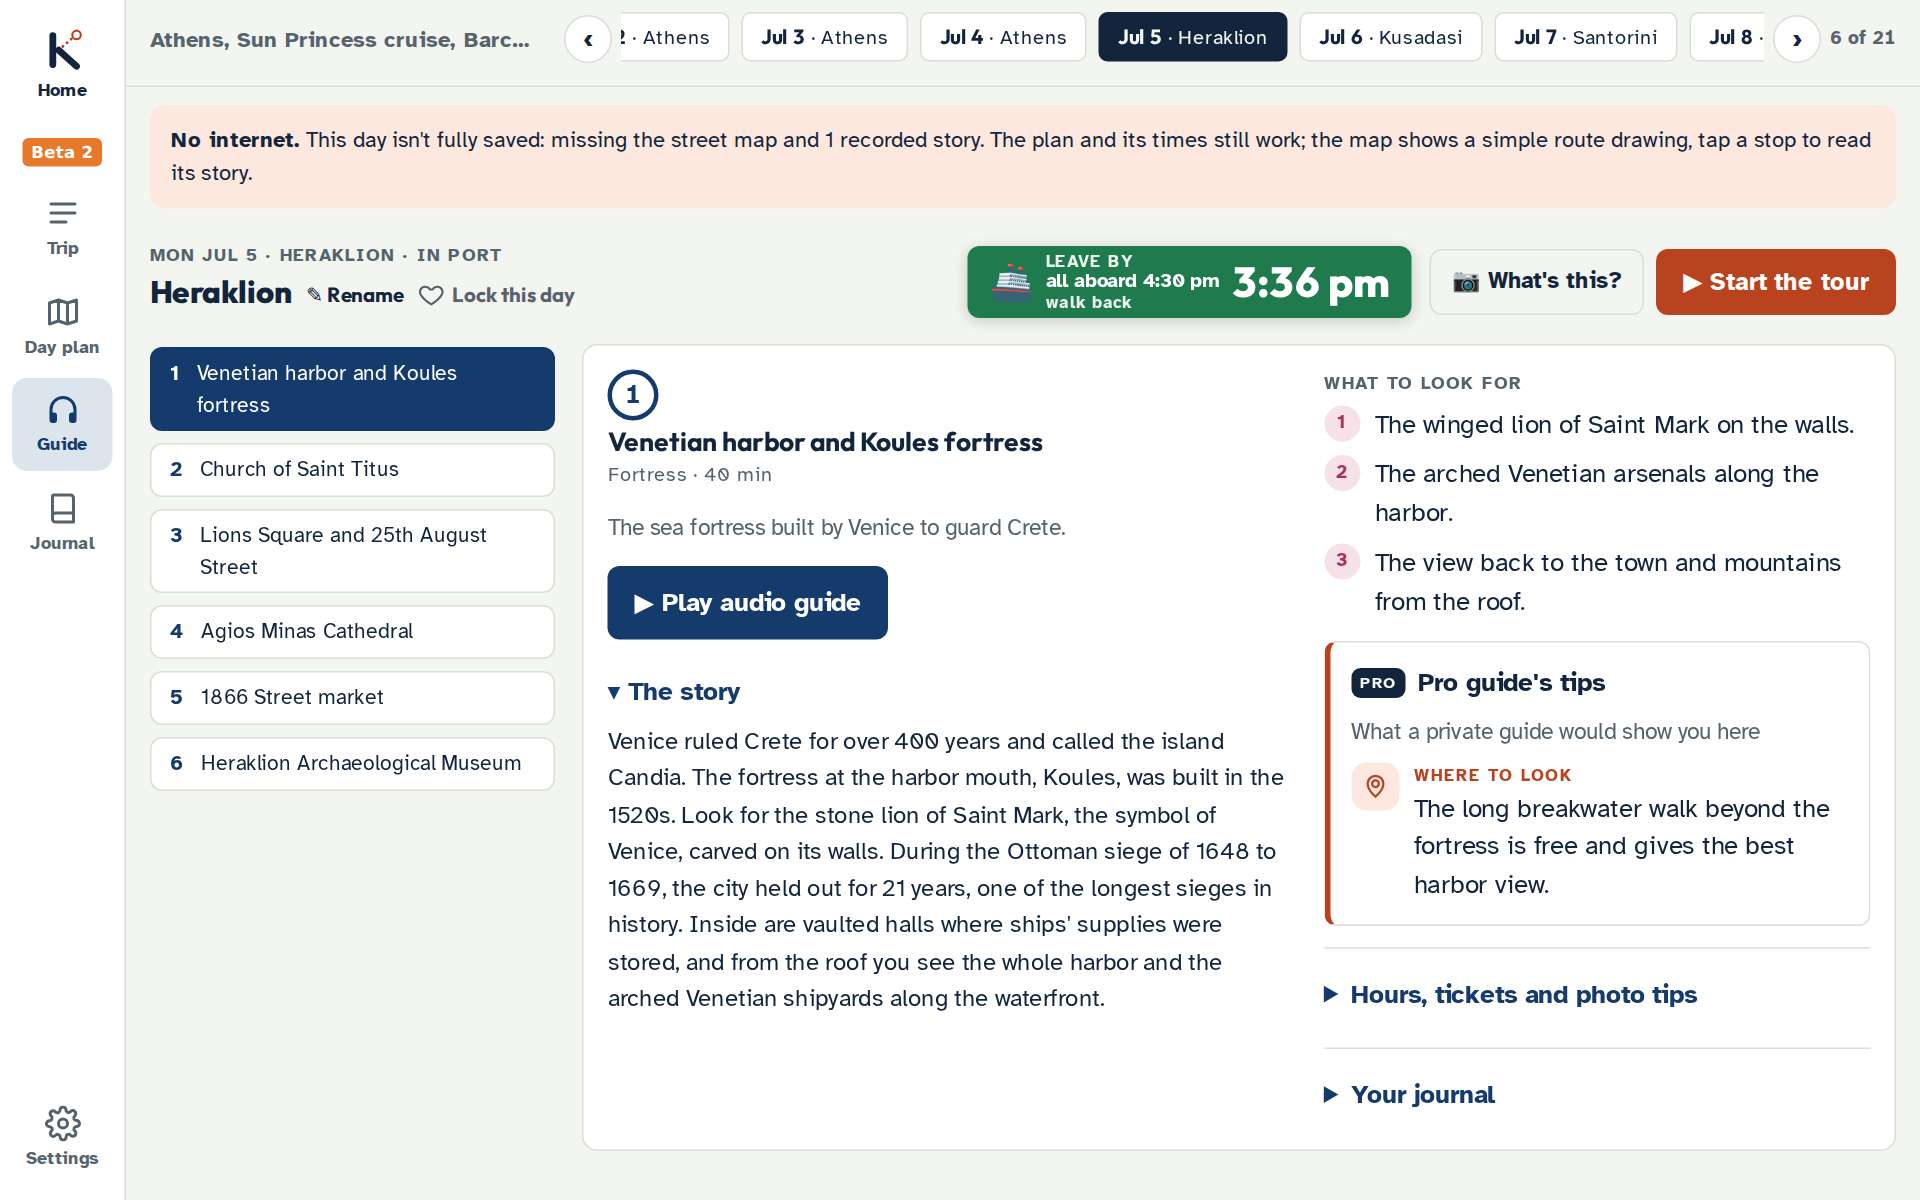 Home
Beta 2
Trip
Day plan
Guide
Journal
Settings
Athens, Sun Princess cruise, Barc...
‹
2 · Athens
Jul 3 · Athens
Jul 4 · Athens
Jul 5 · Heraklion
Jul 6 · Kusadasi
Jul 7 · Santorini
Jul 8 ·
›
6 of 21
No internet. This day isn't fully saved: missing the street map and 1 recorded story. The plan and its times still work; the map shows a simple route drawing, tap a stop to read
its story.
MON JUL 5 · HERAKLION · IN PORT
Heraklion
✎ Rename
Lock this day
LEAVE BY
all aboard 4:30 pm
walk back
3:36 pm
What's this?
▶ Start the tour
1 Venetian harbor and Koules
fortress
2 Church of Saint Titus
3 Lions Square and 25th August
Street
4 Agios Minas Cathedral
5 1866 Street market
6 Heraklion Archaeological Museum
1
Venetian harbor and Koules fortress
Fortress · 40 min
The sea fortress built by Venice to guard Crete.
▶ Play audio guide
▼ The story
Venice ruled Crete for over 400 years and called the island
Candia. The fortress at the harbor mouth, Koules, was built in the
1520s. Look for the stone lion of Saint Mark, the symbol of
Venice, carved on its walls. During the Ottoman siege of 1648 to
1669, the city held out for 21 years, one of the longest sieges in
history. Inside are vaulted halls where ships' supplies were
stored, and from the roof you see the whole harbor and the
arched Venetian shipyards along the waterfront.
WHAT TO LOOK FOR
1 The winged lion of Saint Mark on the walls.
2 The arched Venetian arsenals along the
harbor.
3 The view back to the town and mountains
from the roof.
PRO Pro guide's tips
What a private guide would show you here
WHERE TO LOOK
The long breakwater walk beyond the
fortress is free and gives the best
harbor view.
▶ Hours, tickets and photo tips
▶ Your journal